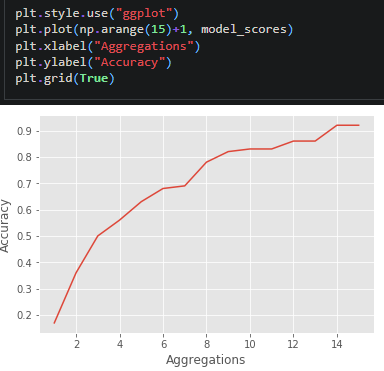 plt.style.use("ggplot")
plt.plot(np.arange(15)+1, model_scores)
plt.xlabel("Aggregations")
plt.ylabel("Accuracy")
plt.grid(True)
0.9
0.8
0.7
0.6
0.5
0.4
0.3
0.2
Accuracy
2 4 6 8 10 12 14
Aggregations